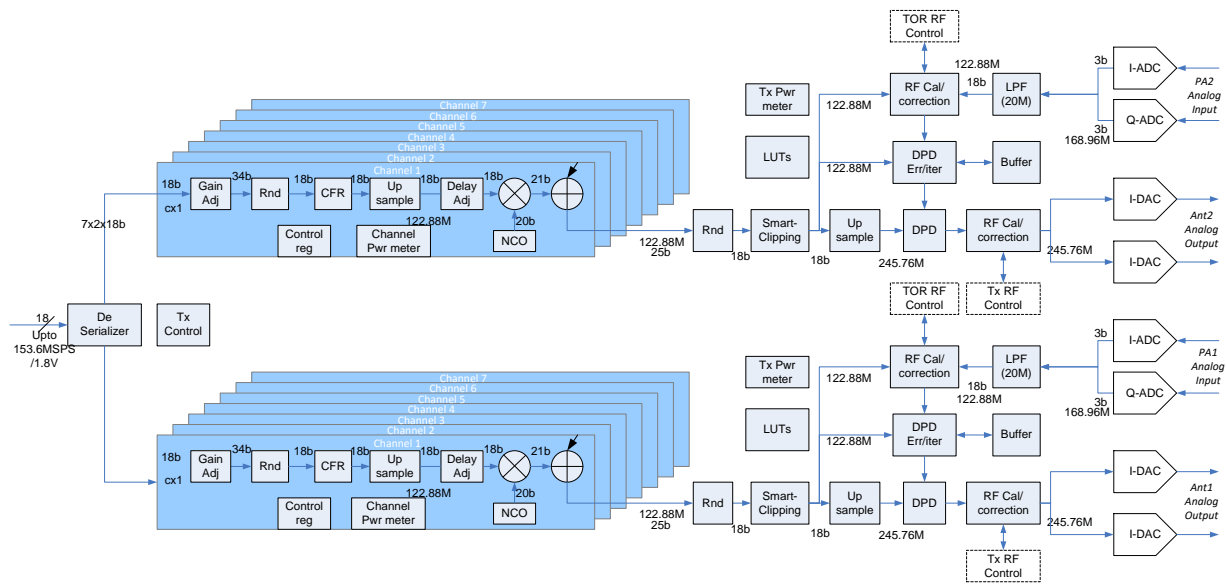 TOR RF
Control
122.88M
3b
I-ADC
PA2
Analog
Input
Tx Pwr
meter
122.88M
RF Cal/
correction
18b
LPF
(20M)
Q-ADC
3b
168.96M
Channel 7
Channel 6
Channel 5
Channel 4
Channel 3
Channel 2
Channel 1
LUTs
122.88M
DPD
Err/iter
Buffer
18b
cx1
Gain
Adj
34b
Rnd
18b
CFR
18b
Up
sample
18b
Delay
Adj
18b
21b
122.88M
20b
NCO
Control
reg
Channel
Pwr meter
7x2x18b
122.88M
25b
Rnd
18b
Smart-
Clipping
18b
Up
sample
245.76M
DPD
RF Cal/
correction
245.76M
I-DAC
Ant2
Analog
Output
I-DAC
TOR RF
Control
Tx RF
Control
18
Upto
153.6MSPS
/1.8V
De
Serializer
Tx
Control
3b
I-ADC
PA1
Analog
Input
Tx Pwr
meter
122.88M
RF Cal/
correction
18b
122.88M
LPF
(20M)
Q-ADC
3b
168.96M
Channel 7
Channel 6
Channel 5
Channel 4
Channel 3
Channel 2
Channel 1
LUTs
122.88M
DPD
Err/iter
Buffer
18b
cx1
Gain
Adj
34b
Rnd
18b
CFR
18b
Up
sample
18b
Delay
Adj
18b
21b
122.88M
20b
NCO
Control
reg
Channel
Pwr meter
122.88M
25b
Rnd
18b
Smart-
Clipping
18b
Up
sample
245.76M
DPD
RF Cal/
correction
245.76M
I-DAC
Ant1
Analog
Output
I-DAC
Tx RF
Control